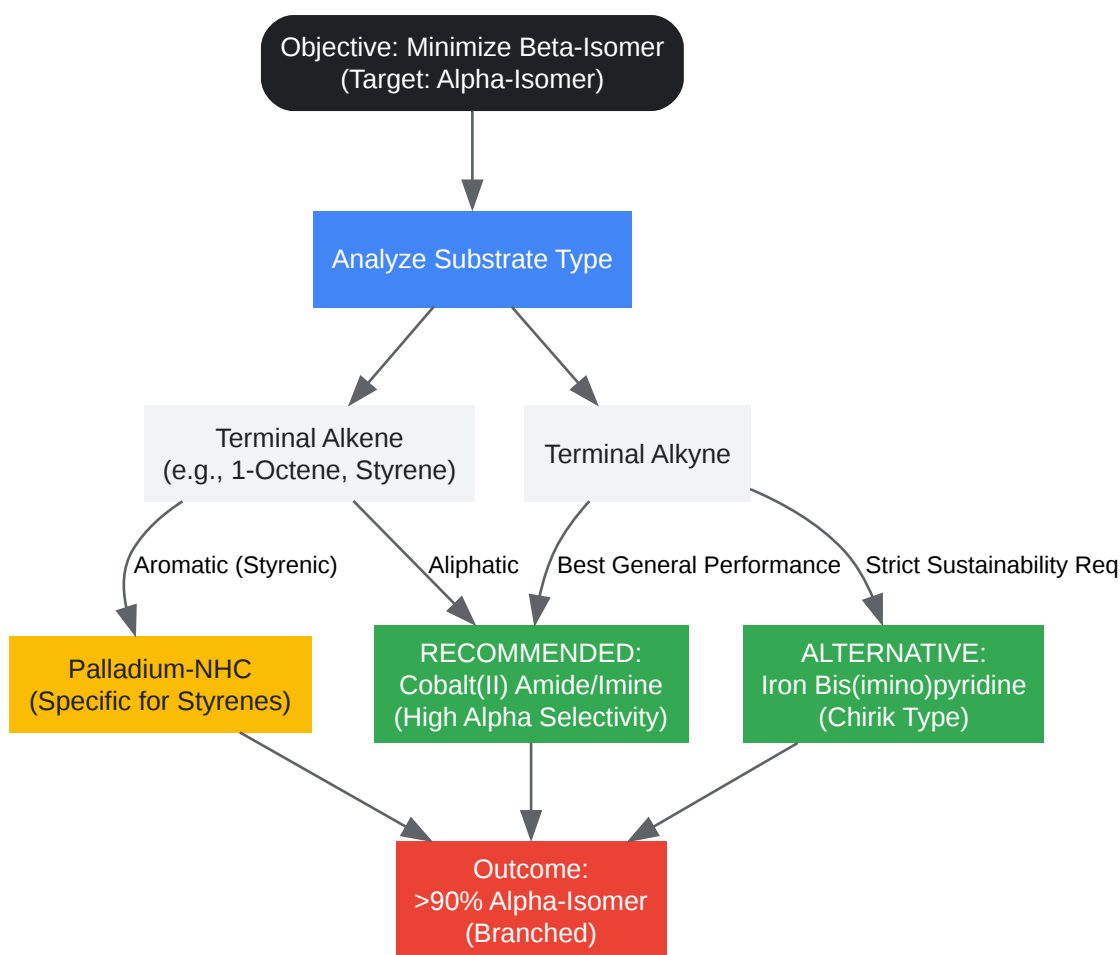 Objective: Minimize Beta-Isomer
(Target: Alpha-Isomer)
Analyze Substrate Type
Terminal Alkene
(e.g., 1-Octene, Styrene)
Terminal Alkyne
Aromatic (Styrenic)
Aliphatic
Best General Performance
Strict Sustainability Req
Palladium-NHC
(Specific for Styrenes)
RECOMMENDED:
Cobalt(II) Amide/Imine
(High Alpha Selectivity)
ALTERNATIVE:
Iron Bis(imino)pyridine
(Chirik Type)
Outcome:
>90% Alpha-Isomer
(Branched)